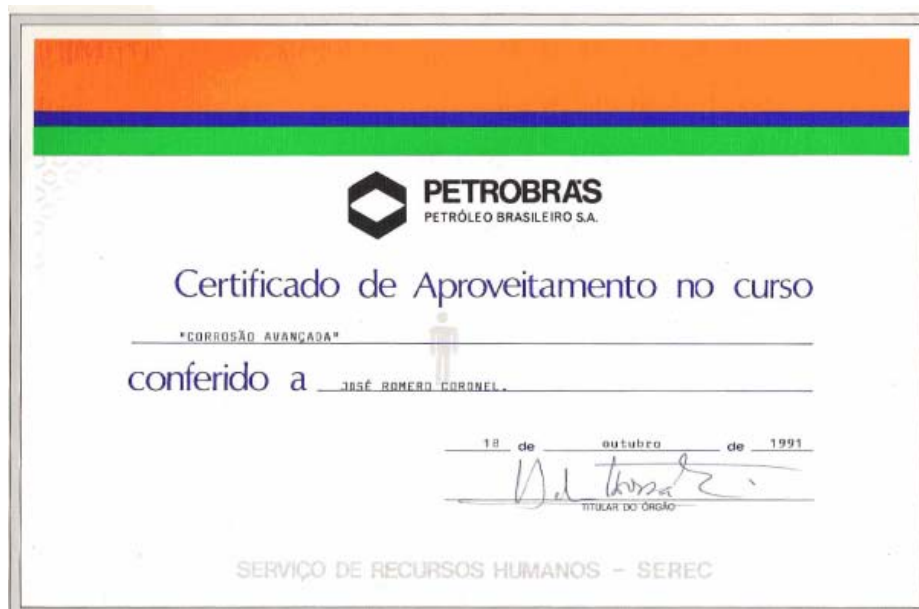 PETROBRÁS
PETRÓLEO BRASILEIRO S.A.
Certificado de Aproveitamento no curso
"CORROSÃO AVANÇADA"
conferido a JOSÉ ROMERO CORONEL.
18 de outubro de 1991
TITULAR DO ÓRGÃO
SERVIÇO DE RECURSOS HUMANOS - SEREC